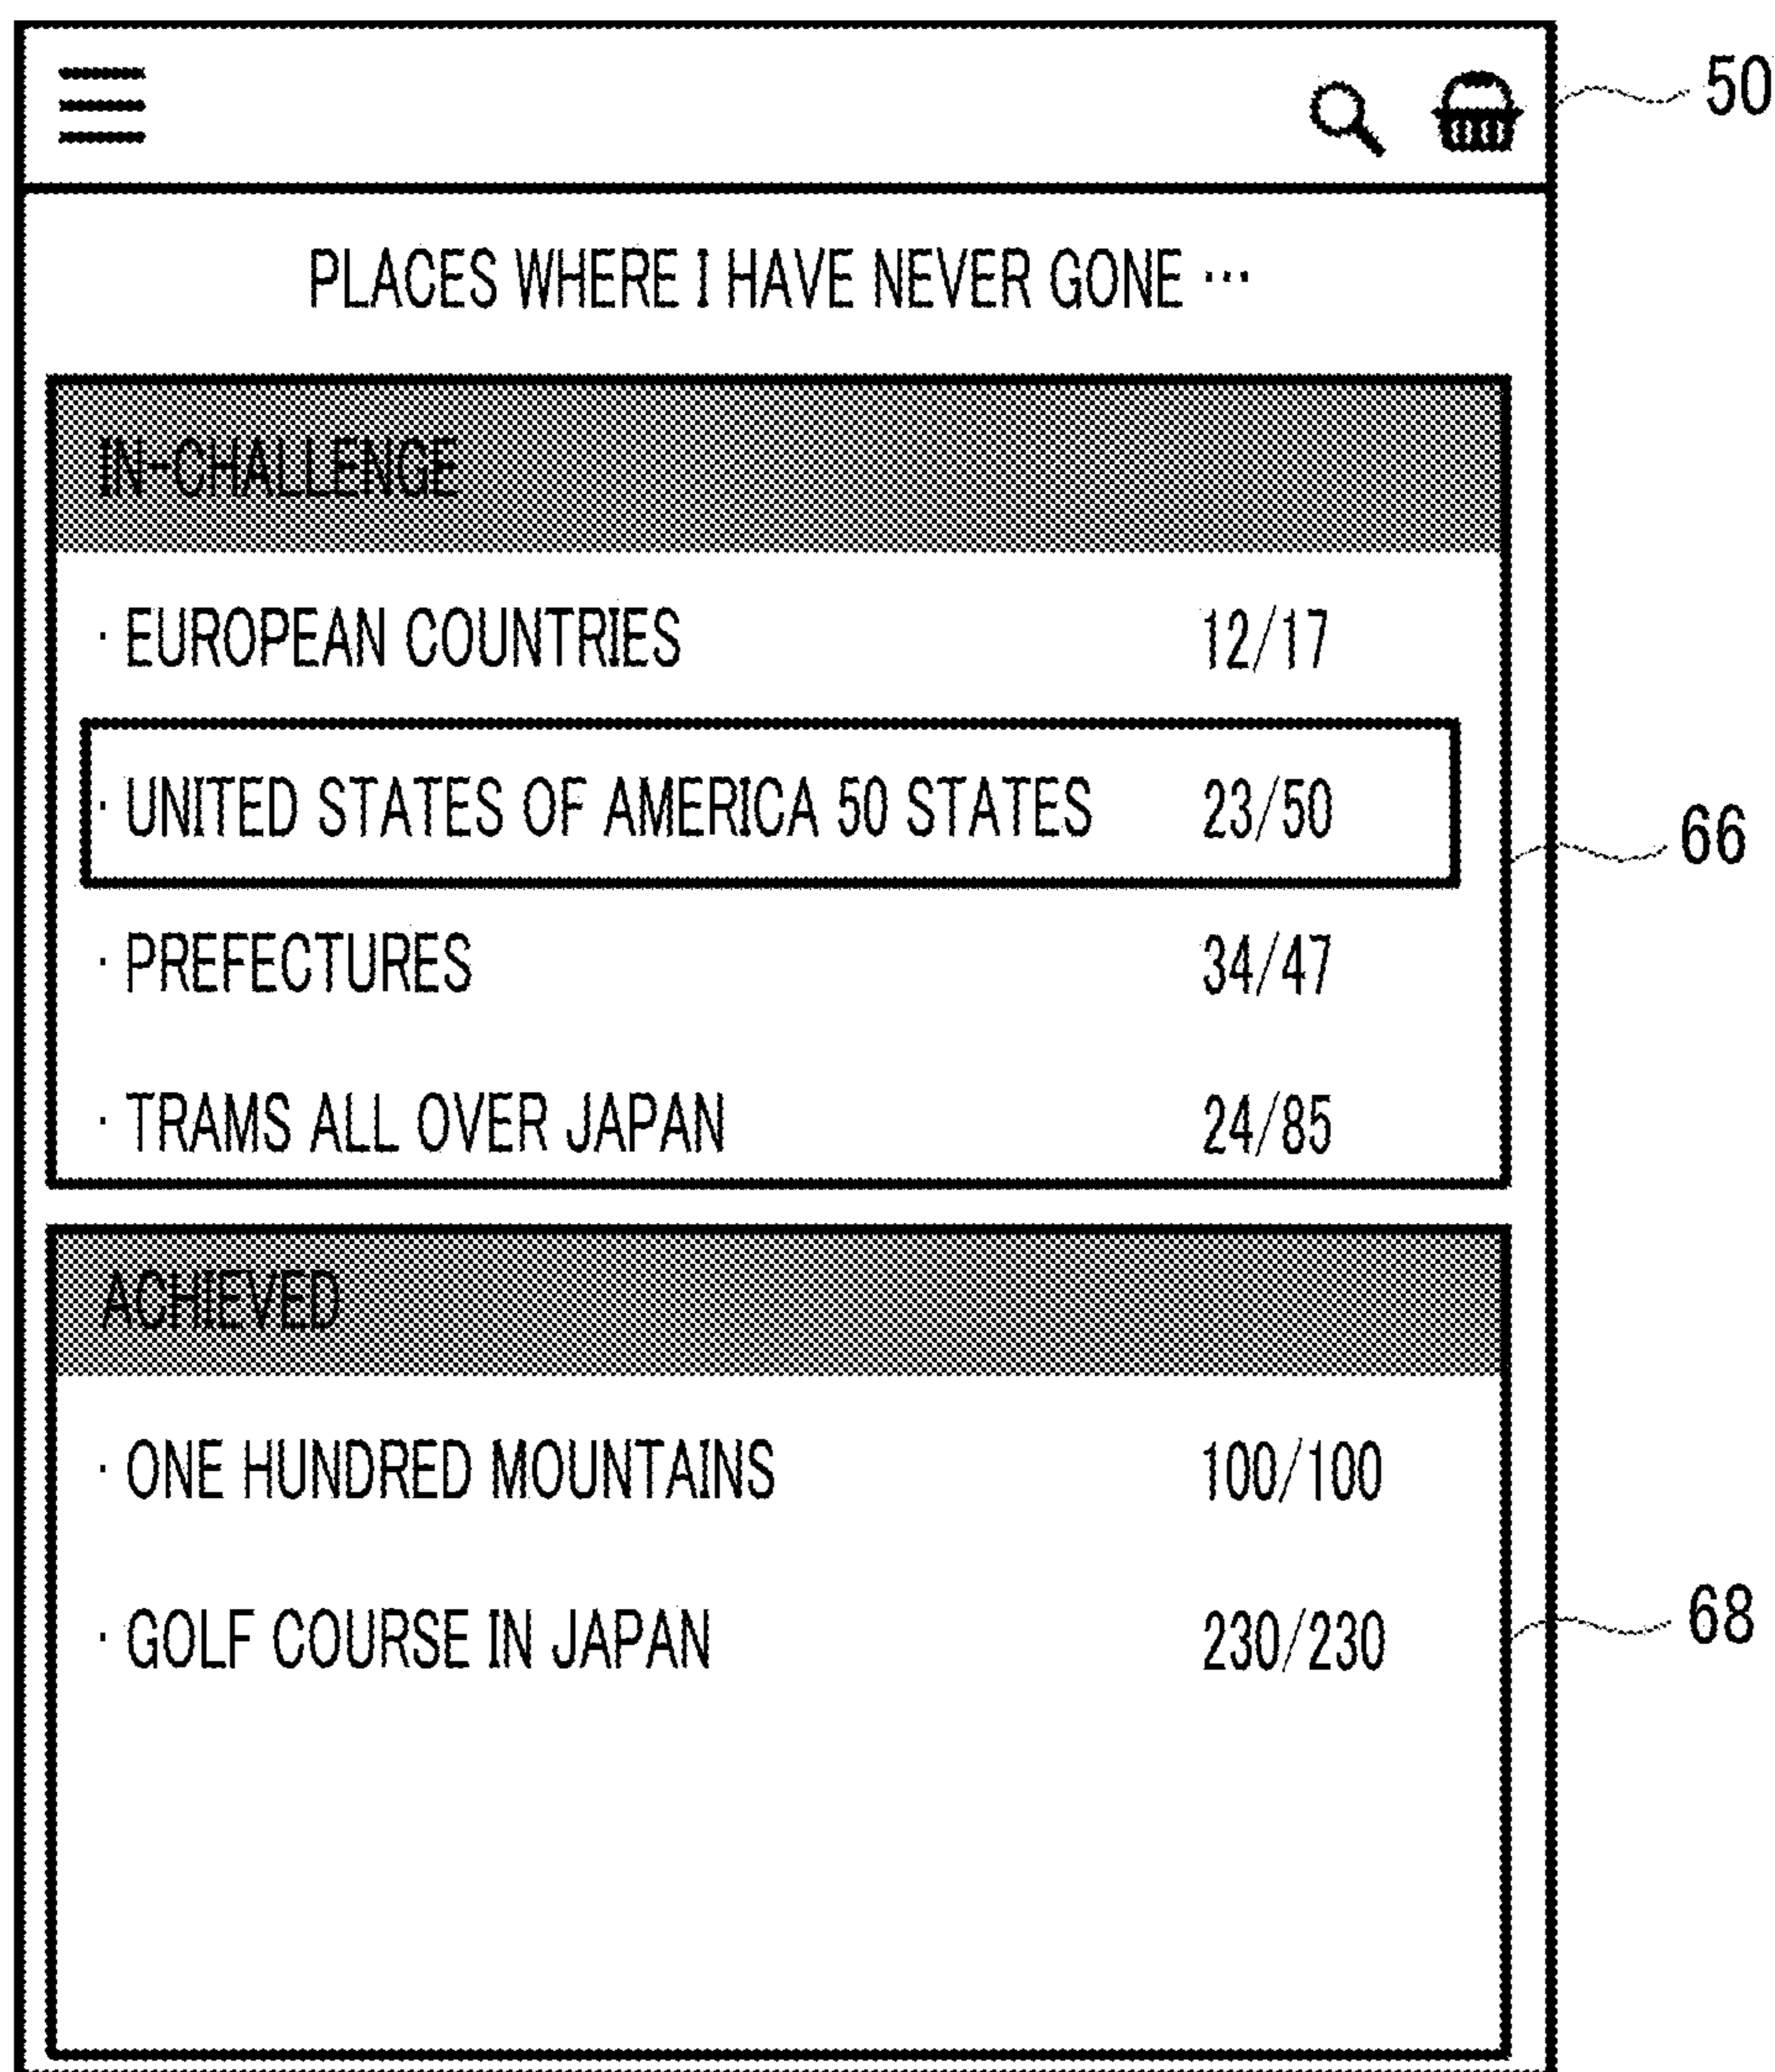 50
PLACES WHERE I HAVE NEVER GONE ···
IN-CHALLENGE
· EUROPEAN COUNTRIES 12/17
· UNITED STATES OF AMERICA 50 STATES 23/50
66
· PREFECTURES 34/47
· TRAMS ALL OVER JAPAN 24/85
ACHIEVED
· ONE HUNDRED MOUNTAINS 100/100
· GOLF COURSE IN JAPAN 230/230
68